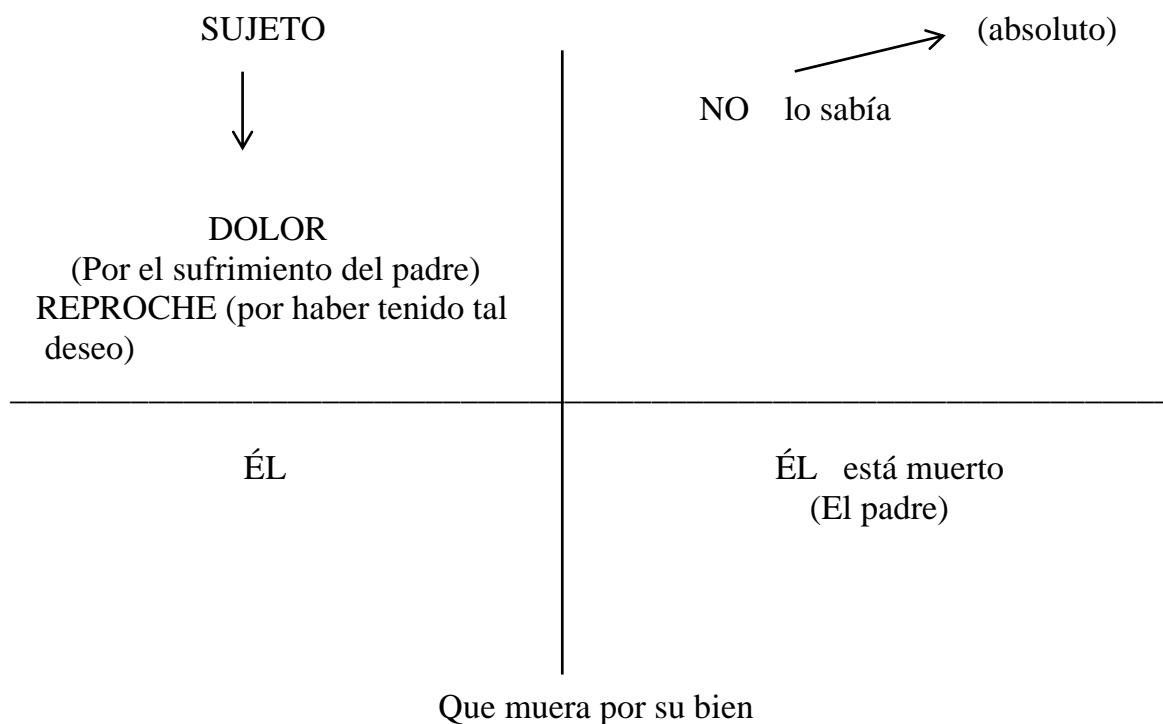 SUJETO
(absoluto)
NO lo sabía
DOLOR
(Por el sufrimiento del padre)
REPROCHE (por haber tenido tal
deseo)
ÉL
ÉL está muerto
(El padre)
Que muera por su bien